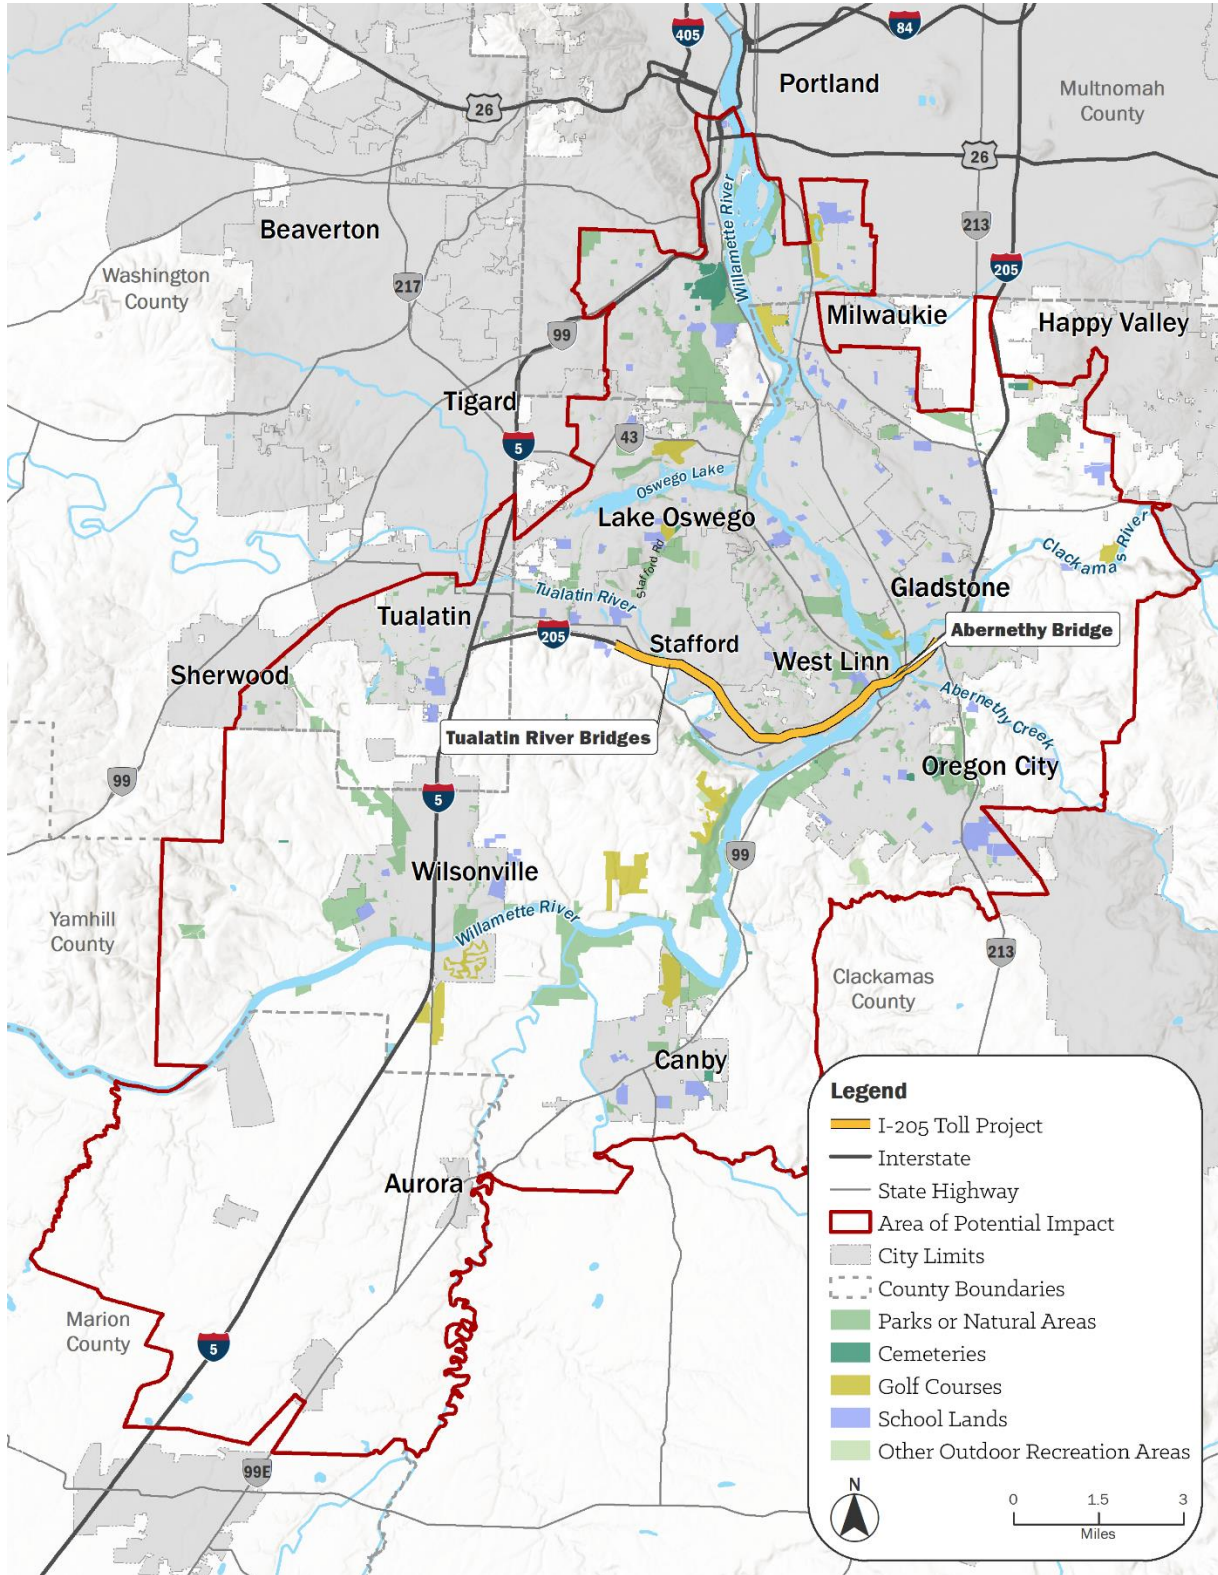 405
84
Portland
Multnomah
County
26
26
Beaverton
213
Willamette River
Washington
County
217
205
Milwaukie
Happy Valley
99
Tigard
43
5
Oswego Lake
Lake Oswego
Stafford Rd
Clackamas River
Gladstone
Tualatin River
Tualatin
205
Stafford
Abernethy Bridge
West Linn
Sherwood
Abernethy Creek
Tualatin River Bridges
Oregon City
99
5
99
Wilsonville
Willamette River
Yamhill
County
213
Clackamas
County
Canby
Aurora
Marion
County
5
99E
Legend
I-205 Toll Project
Interstate
State Highway
Area of Potential Impact
City Limits
County Boundaries
Parks or Natural Areas
Cemeteries
Golf Courses
School Lands
Other Outdoor Recreation Areas
N
0 1.5 3
Miles